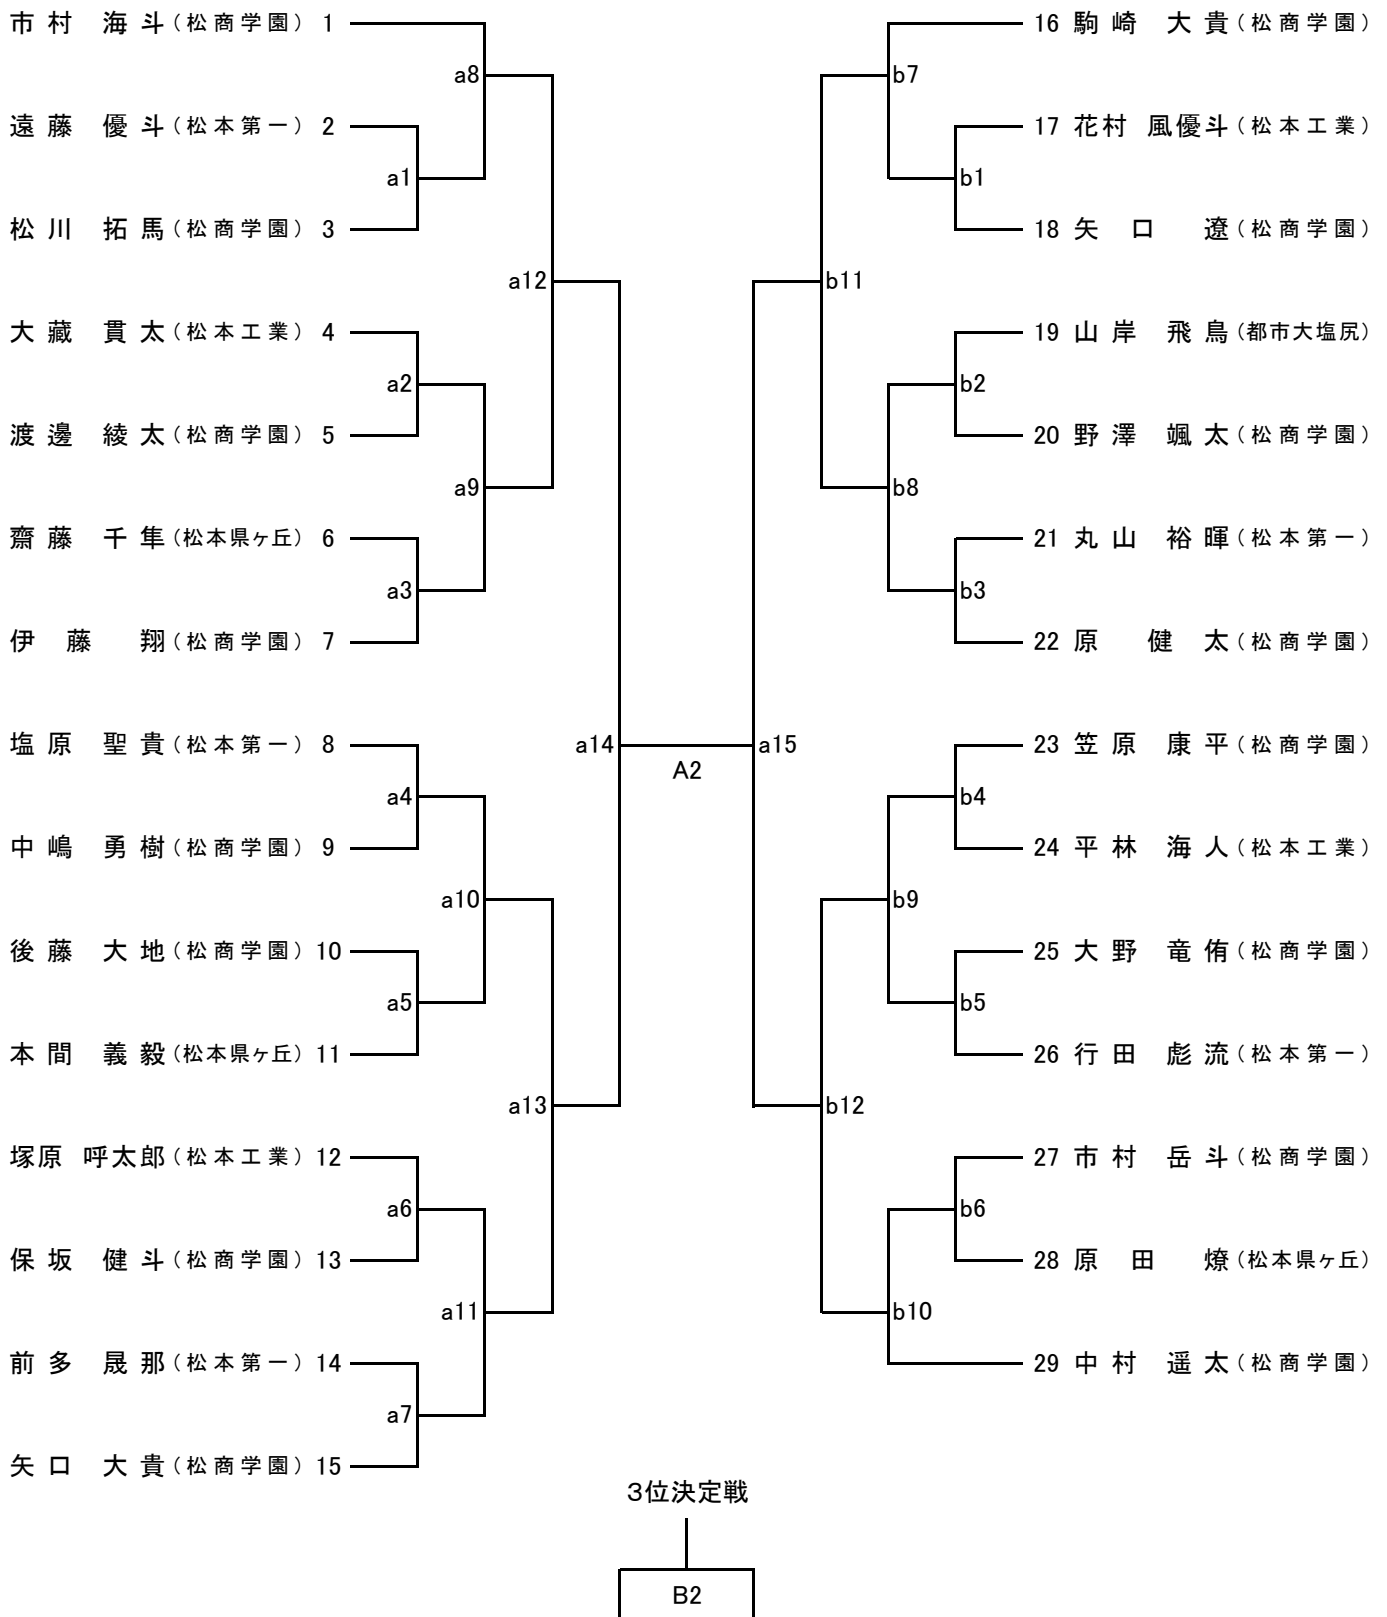 市村 海斗（松商学園） 1
a8
遠藤 優斗（松本第一） 2
a1
松川 拓馬（松商学園） 3
a12
大藏 貫太（松本工業） 4
a2
渡邊 綾太（松商学園） 5
a9
齋藤 千隼（松本県ヶ丘） 6
a3
伊藤 翔（松商学園） 7
塩原 聖貴（松本第一） 8
a14
a4
中嶋 勇樹（松商学園） 9
a10
後藤 大地（松商学園） 10
a5
本間 義毅（松本県ヶ丘） 11
a13
塚原 呼太郎（松本工業） 12
a6
保坂 健斗（松商学園） 13
a11
前多 晟那（松本第一） 14
a7
矢口 大貴（松商学園） 15
A2
a15
16 駒崎 大貴（松商学園）
b7
17 花村 風優斗（松本工業）
b1
18 矢口 遼（松商学園）
b11
19 山岸 飛鳥（都市大塩尻）
b2
20 野澤 颯太（松商学園）
b8
21 丸山 裕暉（松本第一）
b3
22 原 健太（松商学園）
23 笠原 康平（松商学園）
b4
24 平林 海人（松本工業）
b9
25 大野 竜侑（松商学園）
b5
26 行田 彪流（松本第一）
b12
27 市村 岳斗（松商学園）
b6
28 原田 燎（松本県ヶ丘）
b10
29 中村 遥太（松商学園）
3位決定戦
B2